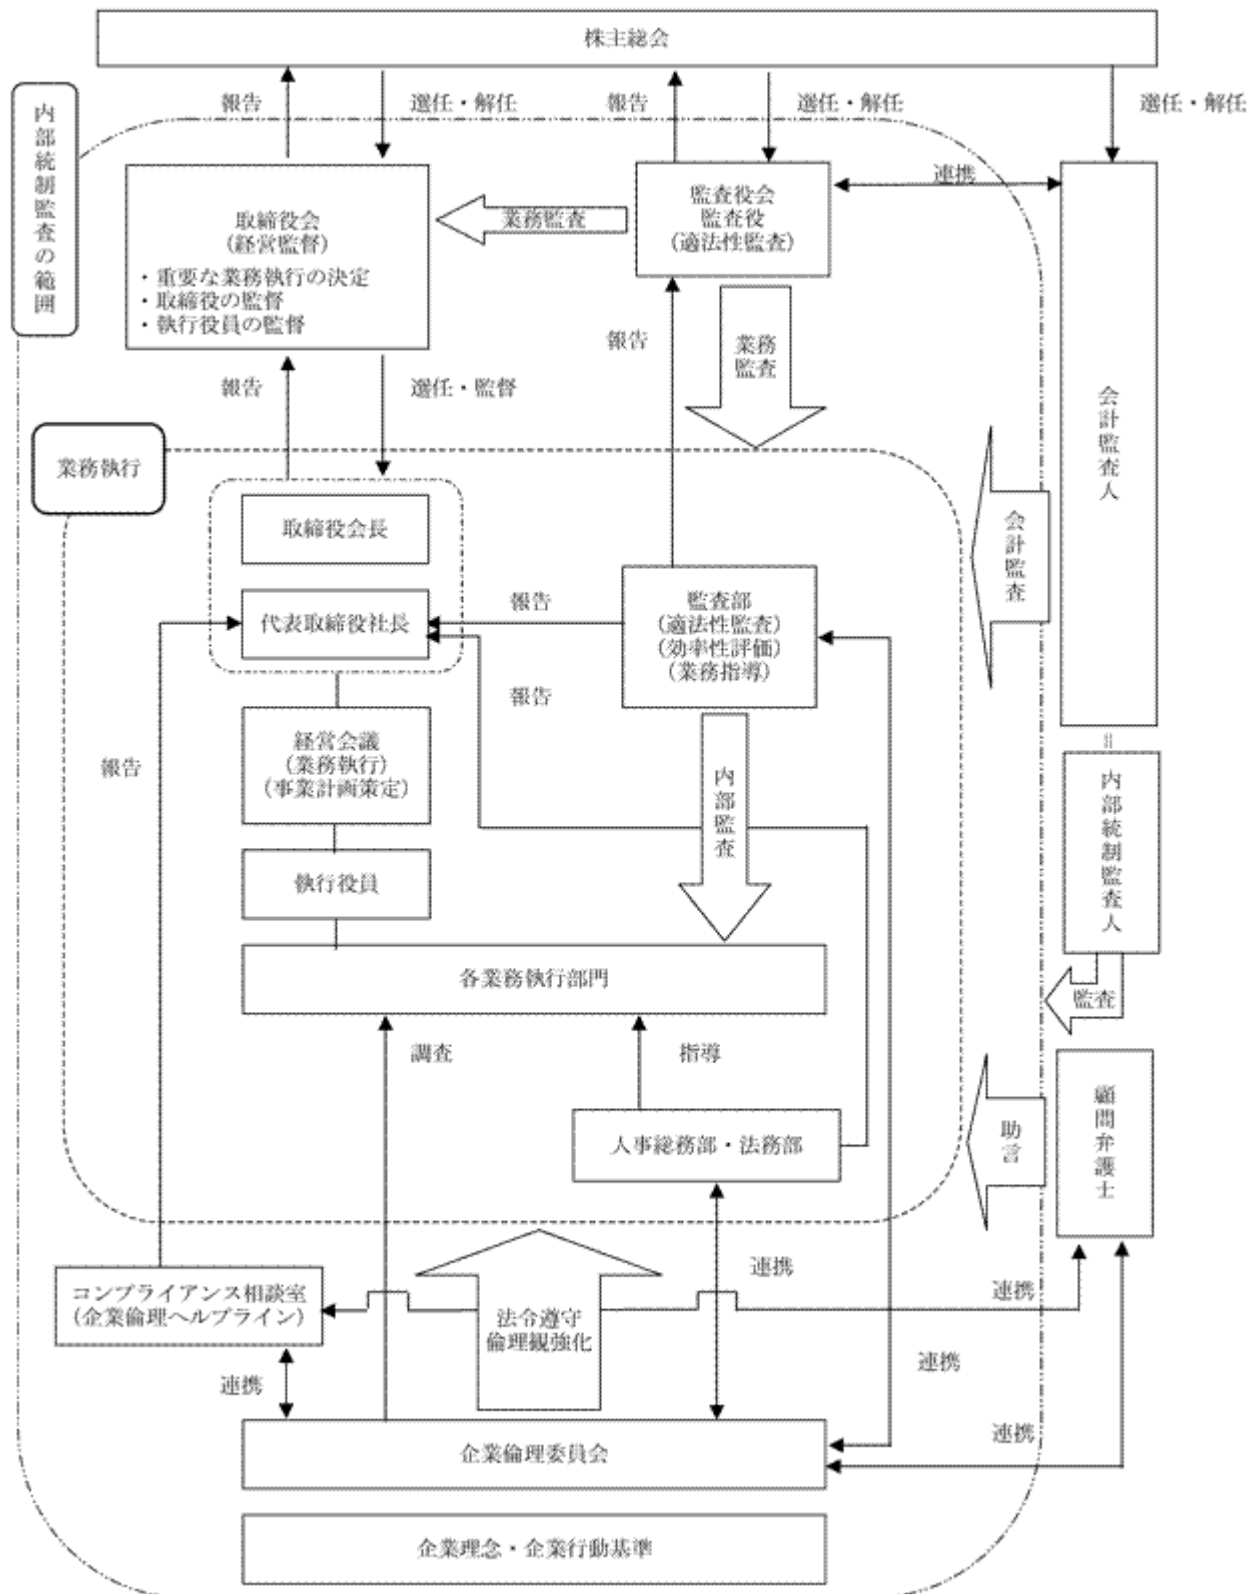 株主総会
報告
選任・解任
報告
選任・解任
選任・解任
内部統制監査の範囲
取締役会
(経営監督)
・重要な業務執行の決定
・取締役の監督
・執行役員の監督
業務監査
監査役会
監査役
(適法性監査)
連携
会計監査人
報告
選任・監督
報告
業務
監査
業務執行
取締役会長
代表取締役社長
報告
報告
監査部
(適法性監査)
(効率性評価)
(業務指導)
会計監査
経営会議
(業務執行)
(事業計画策定)
報告
内部監査
=
内部統制監査人
執行役員
各業務執行部門
監査
調査
指導
人事総務部・法務部
助言
顧問弁護士
コンプライアンス相談室
(企業倫理ヘルプライン)
法令遵守
倫理観強化
連携
連携
連携
連携
連携
企業倫理委員会
企業理念・企業行動基準